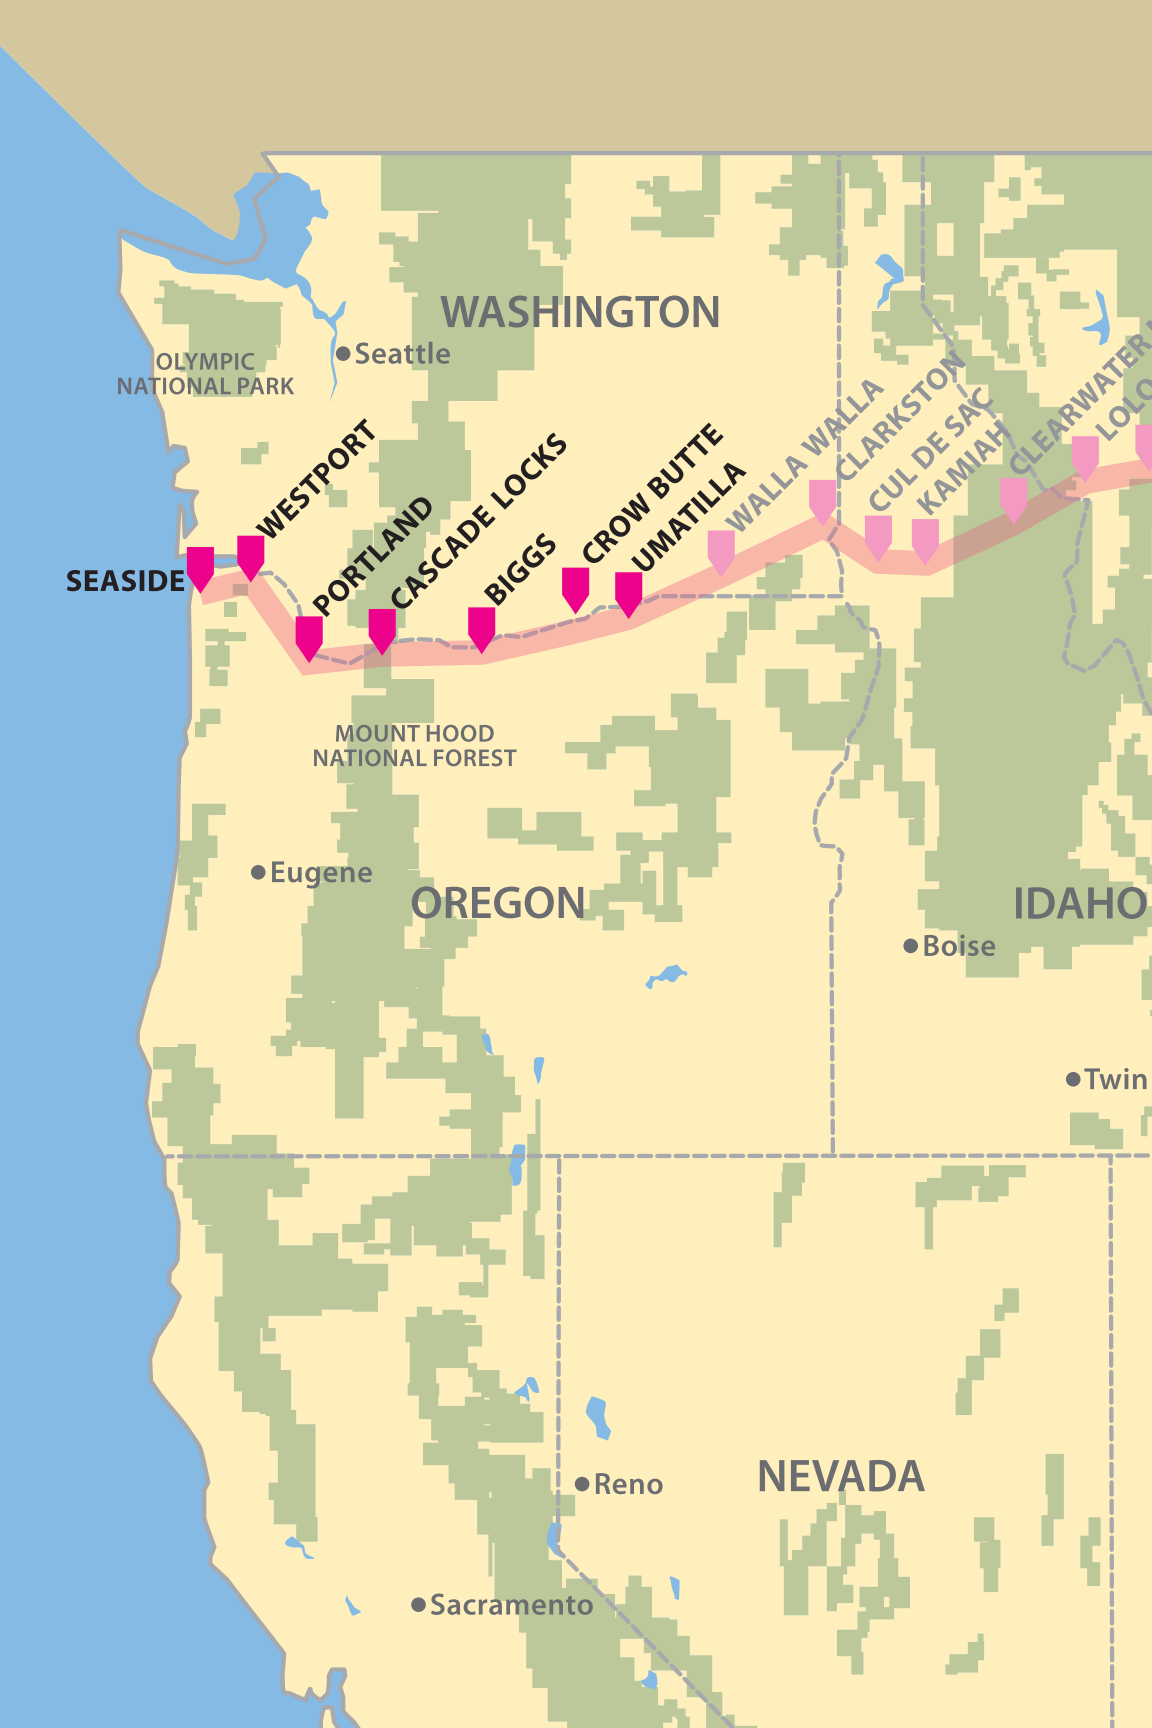 WASHINGTON
Seattle
OLYMPIC
NATIONAL PARK
SEASIDE
WESTPORT
PORTLAND
CASCADE LOCKS
BIGGS
CROW BUTTE
UMATILLA
WALLA WALLA
CLARKSTON
CUL DE SAC
KAMIAH
CLEARWATER
LOLO
MOUNT HOOD
NATIONAL FOREST
Eugene
OREGON
IDAHO
Boise
Twin
Reno
NEVADA
Sacramento